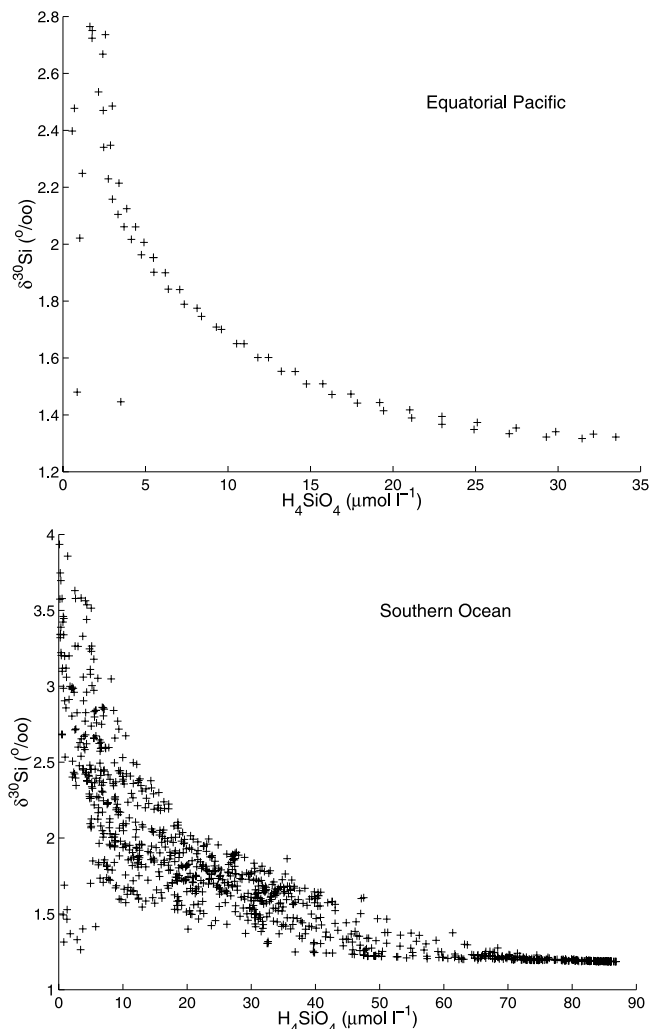 2.8
2.6
2.4
2.2
2
1.8
1.6
1.4
1.2
δ³⁰Si (°/oo)
Equatorial Pacific
0 5 10 15 20 25 30 35
H₄SiO₄ (μmol l⁻¹)
4
3.5
3
2.5
2
1.5
1
δ³⁰Si (°/oo)
Southern Ocean
0 10 20 30 40 50 60 70 80 90
H₄SiO₄ (μmol l⁻¹)